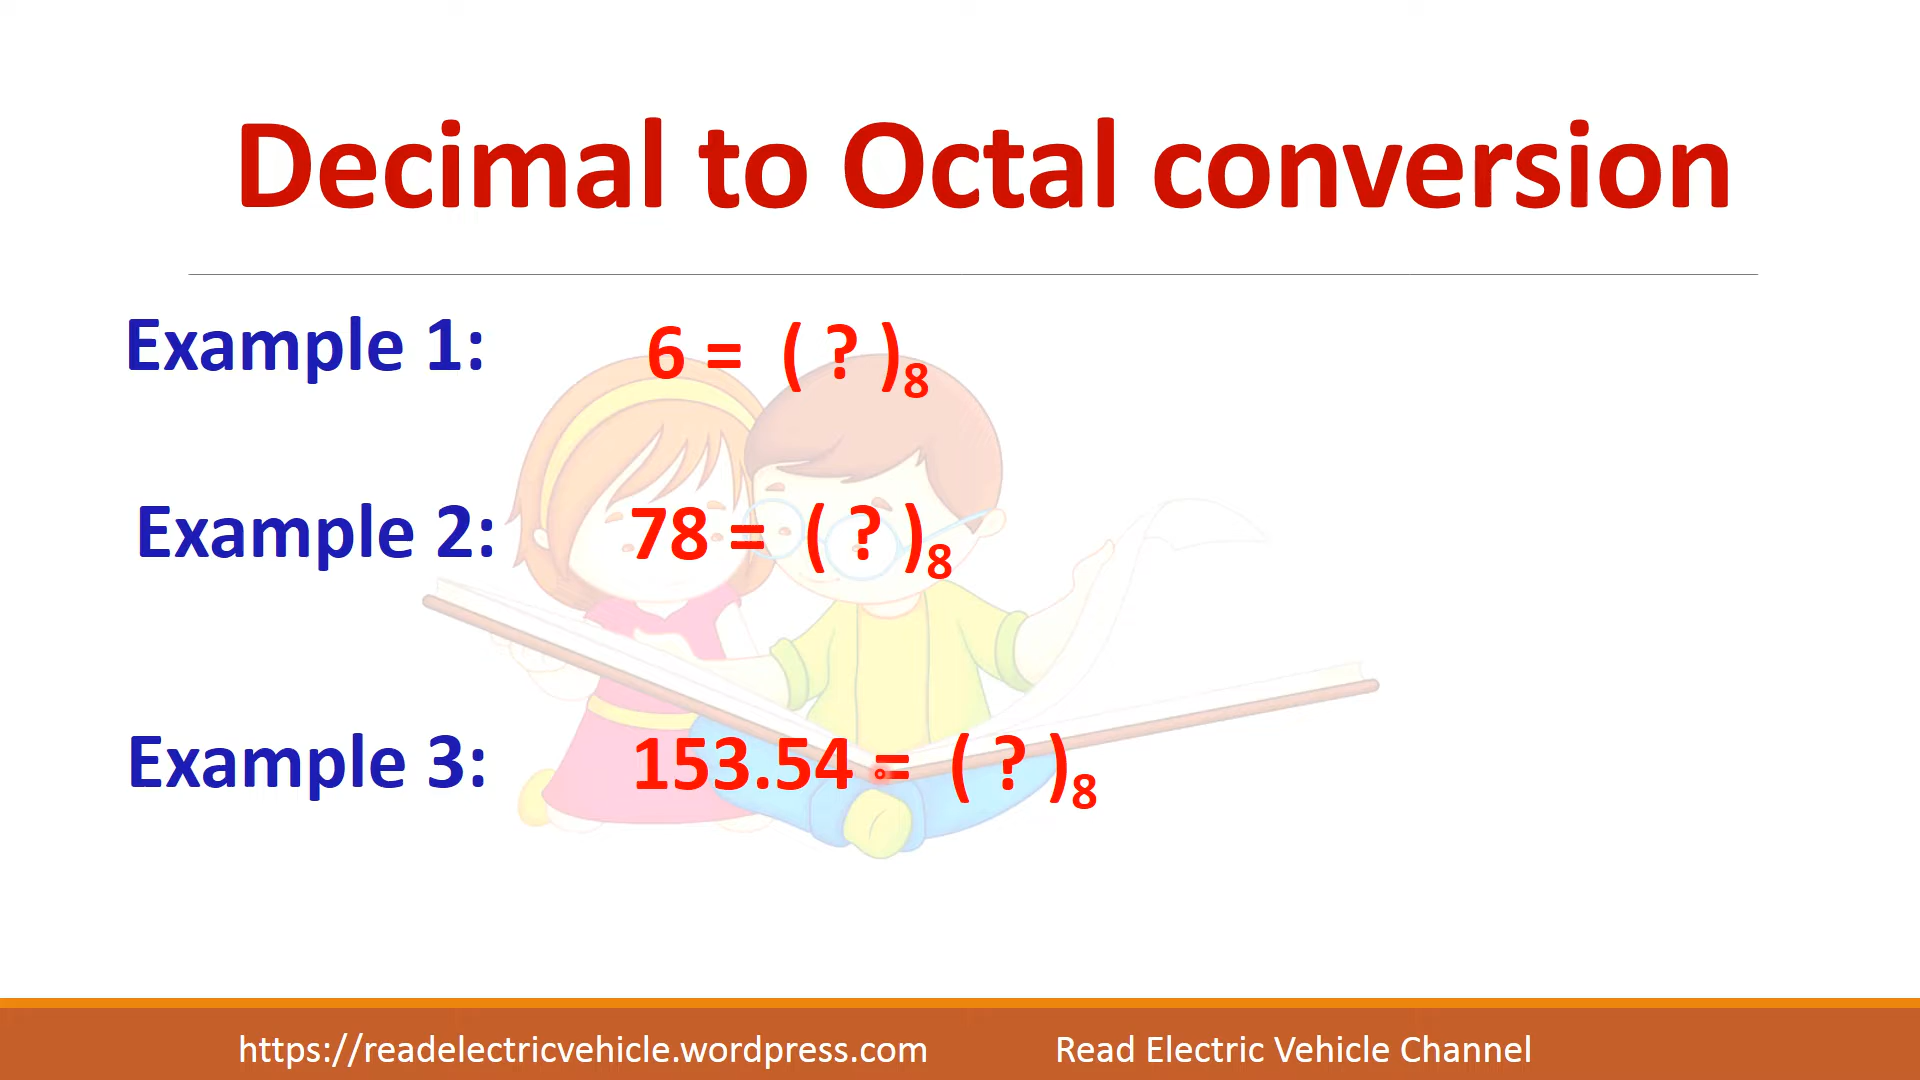 Decimal to Octal conversion
Example 1: 6 = ( ? )8
Example 2: 78 = ( ? )8
Example 3: 153.54 = ( ? )8
https://readelectricvehicle.wordpress.com Read Electric Vehicle Channel